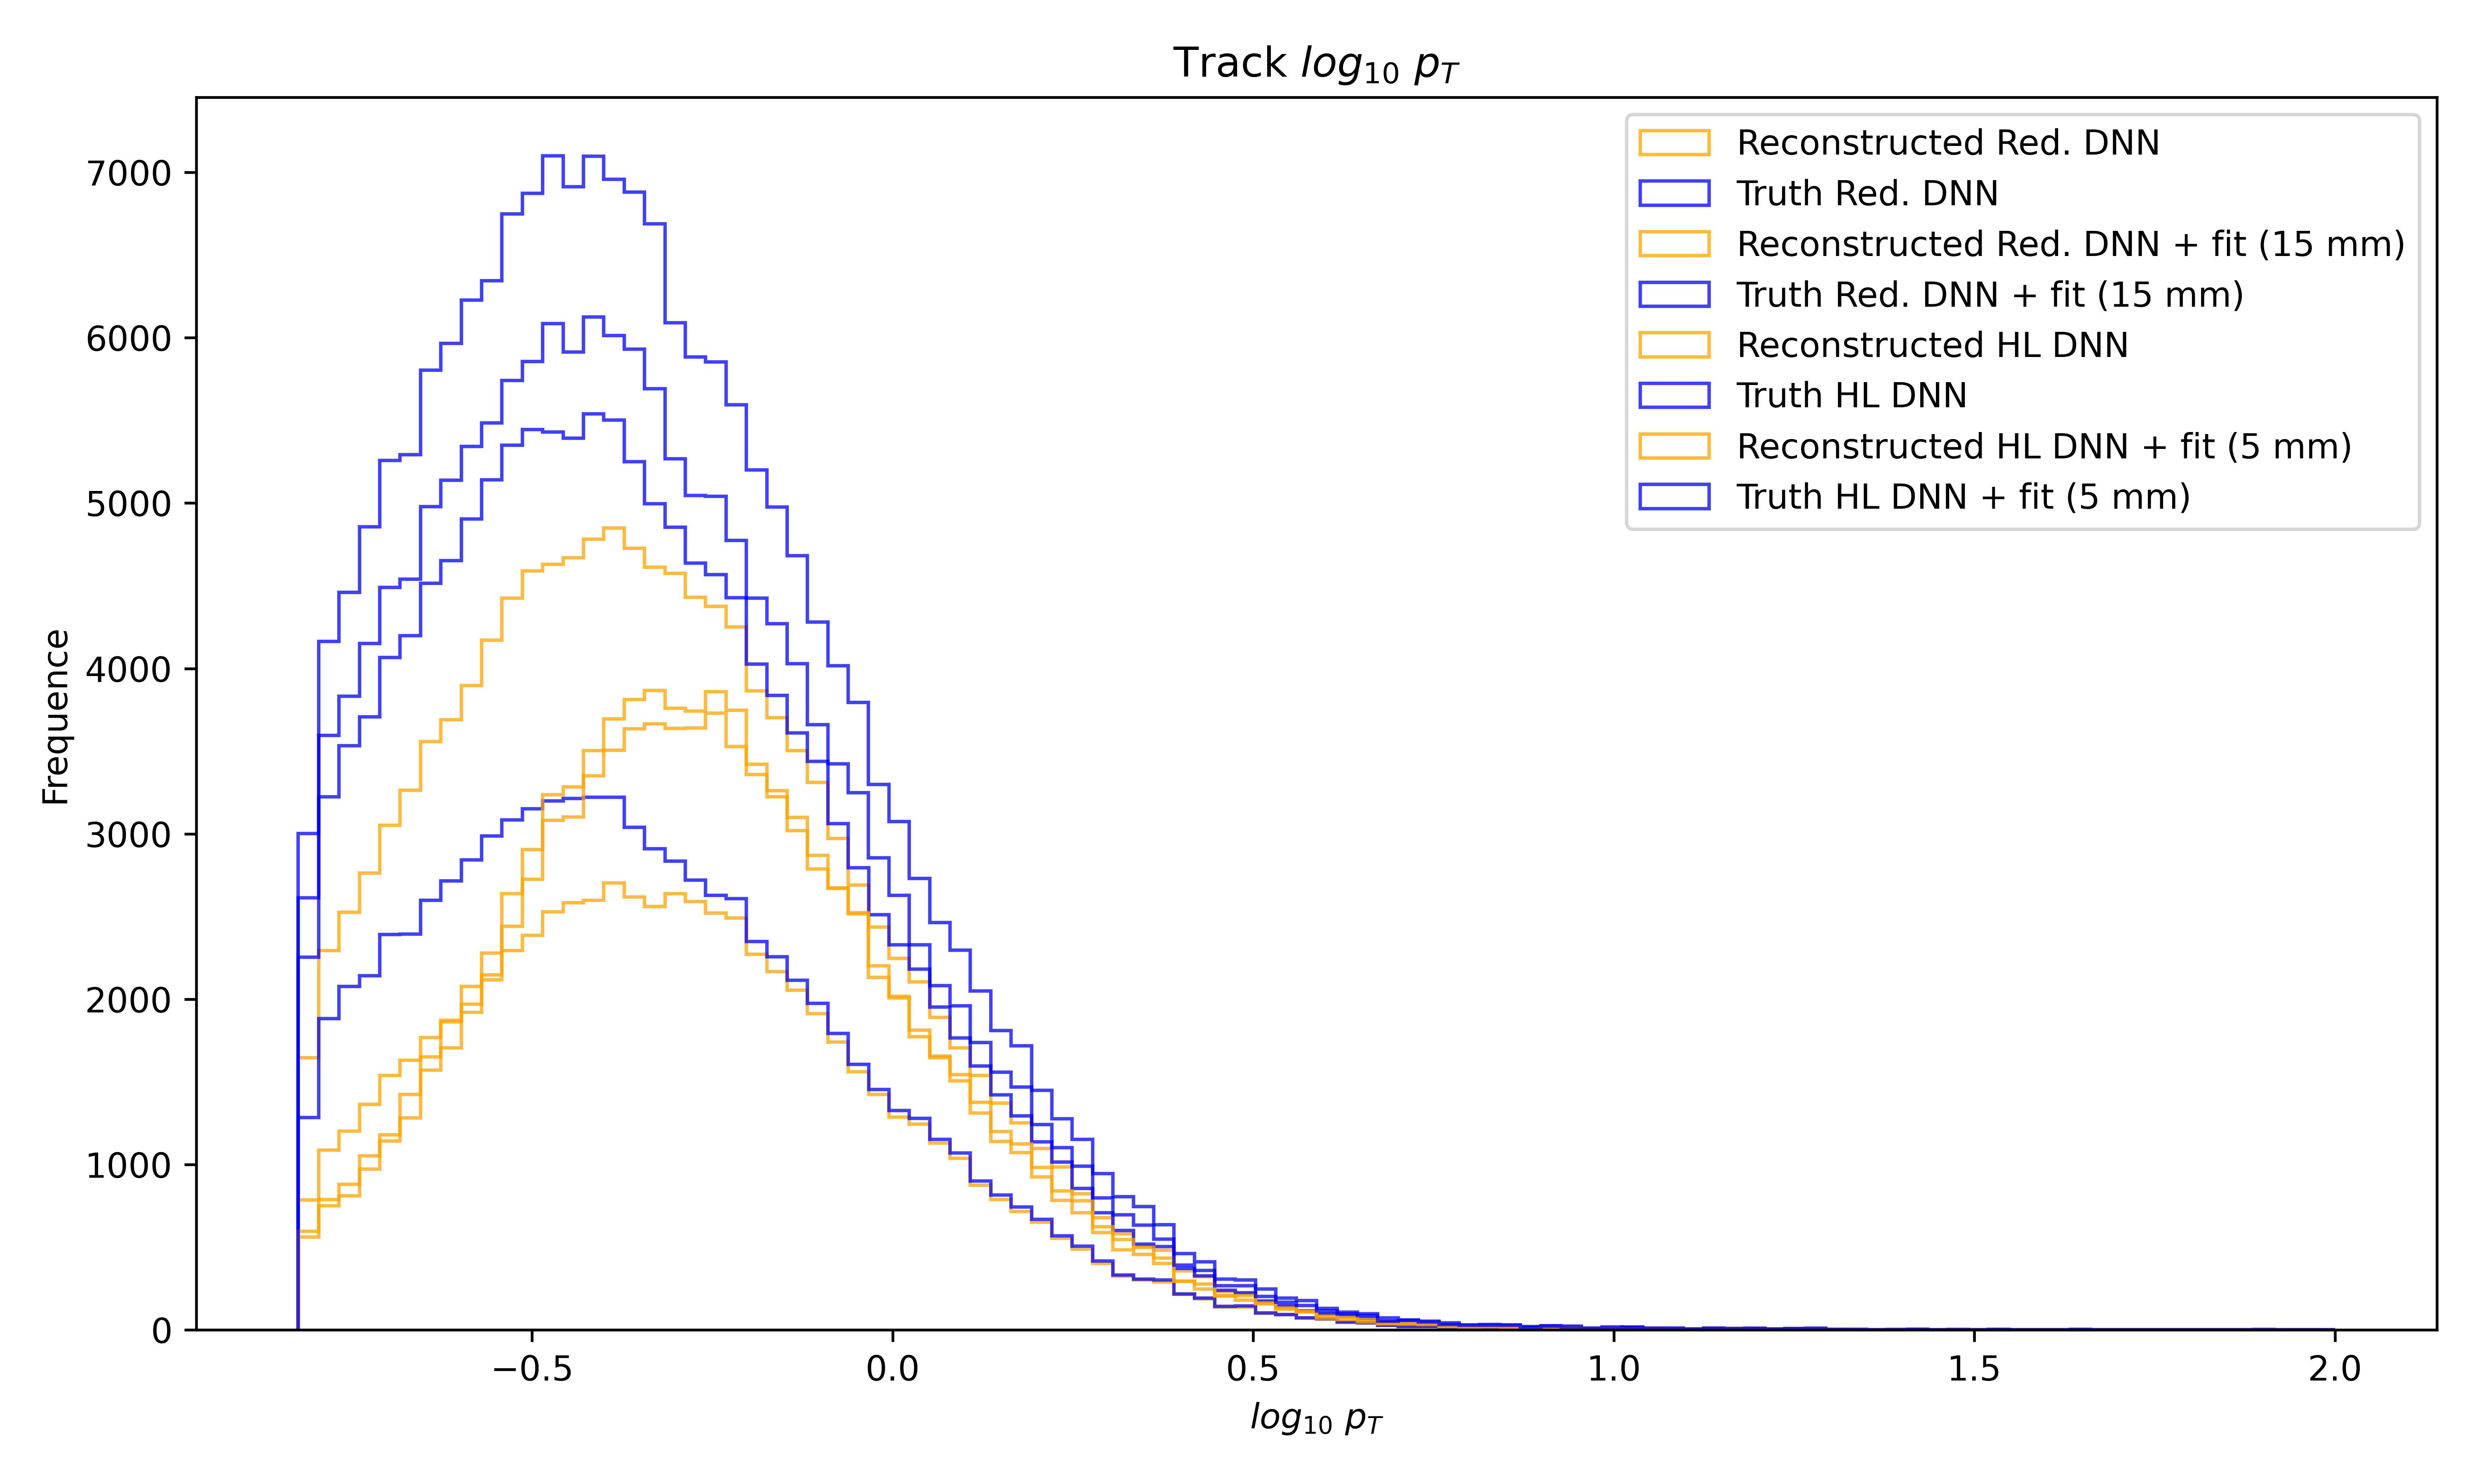 Track log₁₀ p_T
Reconstructed Red. DNN
Truth Red. DNN
Reconstructed Red. DNN + fit (15 mm)
Truth Red. DNN + fit (15 mm)
Reconstructed HL DNN
Truth HL DNN
Reconstructed HL DNN + fit (5 mm)
Truth HL DNN + fit (5 mm)
Frequence
7000
6000
5000
4000
3000
2000
1000
0
−0.5 0.0 0.5 1.0 1.5 2.0
log₁₀ p_T